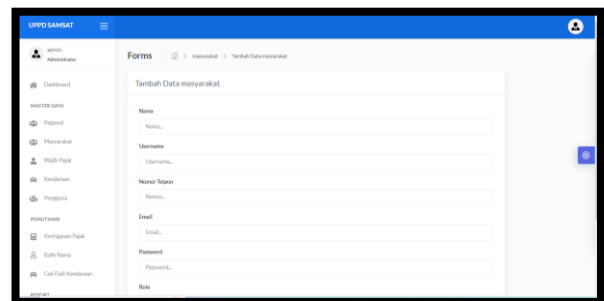 UPPD SAMSAT
admin
Administrator
Dashboard
MASTER DATA
Pegawai
Masyarakat
Wajib Pajak
Kendaraan
Pengguna
PEMUTIHAN
Keringanan Pajak
Balik Nama
Cek Fisik Kendaraan
REPORT
Forms > masyarakat > Tambah Data masyarakat
Tambah Data masyarakat
Nama
Nama...
Username
Username...
Nomor Telpon
Nomor...
Email
Email...
Password
Password...
Role